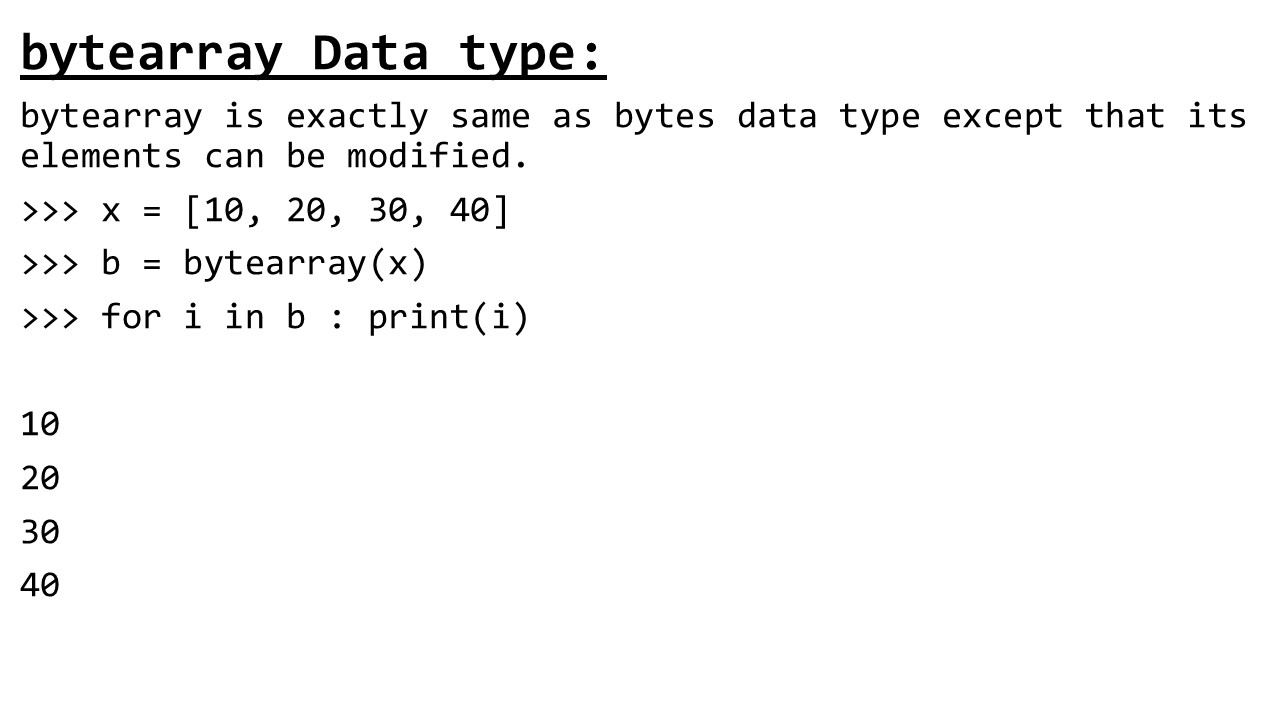 bytearray Data type:
bytearray is exactly same as bytes data type except that its
elements can be modified.
>>> x = [10, 20, 30, 40]
>>> b = bytearray(x)
>>> for i in b : print(i)
10
20
30
40